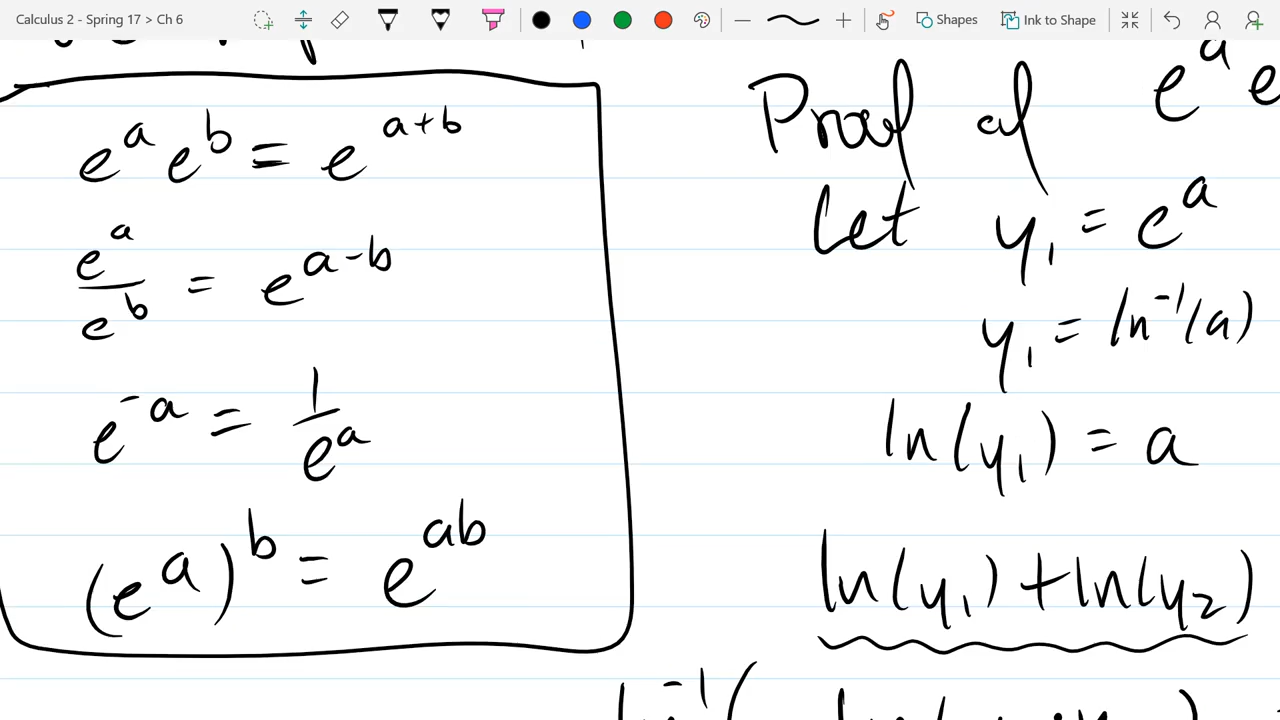 Calculus 2 - Spring 17 > Ch 6
Shapes
Ink to Shape
e^a e^b = e^(a+b)
e^a / e^b = e^(a-b)
e^(-a) = 1 / e^a
(e^a)^b = e^(ab)
Proof of e^a e
Let y₁ = e^a
y₁ = ln⁻¹(a)
ln(y₁) = a
ln(y₁) + ln(y₂)